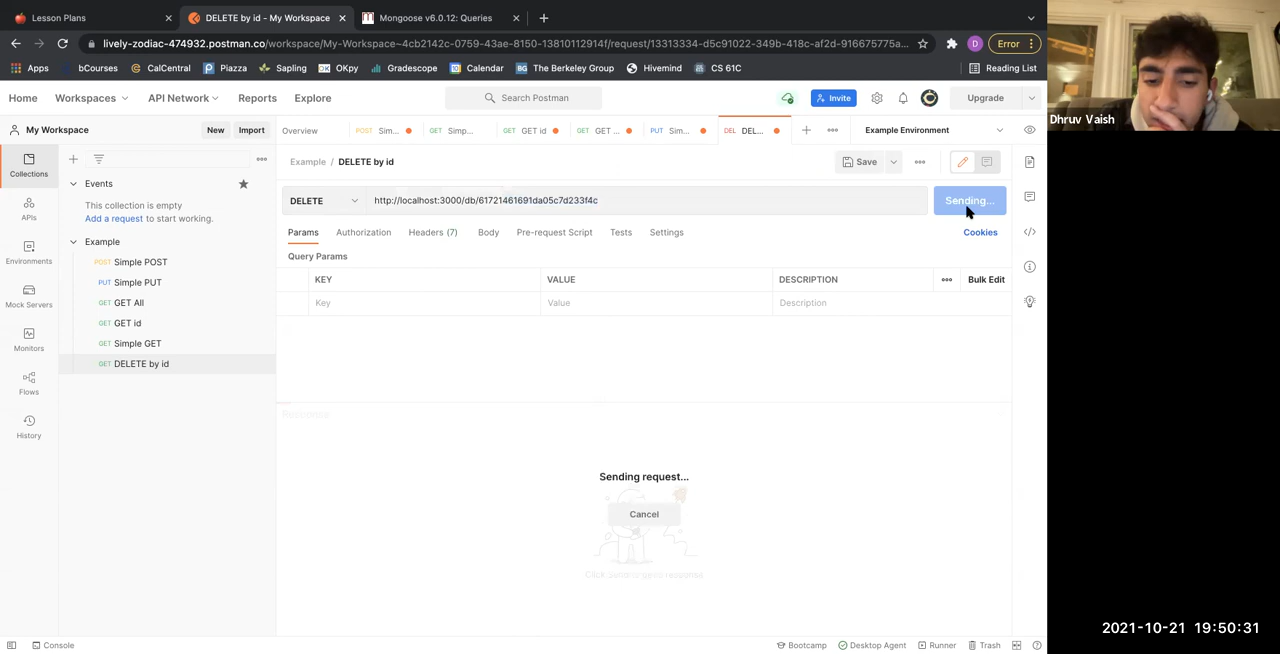 Lesson Plans
DELETE by id - My Workspace
Mongoose v6.0.12: Queries
lively-zodiac-474932.postman.co/workspace/My-Workspace~4cb2142c-0759-43ae-8150-13810112914f/request/13313334-d5c91022-349b-418c-af2d-916675775a...
D
Error
Apps
bCourses
CalCentral
Piazza
Sapling
OKpy
Gradescope
Calendar
The Berkeley Group
Hivemind
CS 61C
Reading List
Home
Workspaces
API Network
Reports
Explore
Search Postman
Invite
Upgrade
My Workspace
New
Import
Overview
POST Sim...
GET Simp...
GET GET id
GET GET ...
PUT Sim...
DEL DEL...
Example Environment
Collections
APIs
Environments
Mock Servers
Monitors
Flows
History
Events
This collection is empty
Add a request to start working.
Example
POST Simple POST
PUT Simple PUT
GET GET All
GET GET id
GET Simple GET
GET DELETE by id
Example / DELETE by id
Save
DELETE
http://localhost:3000/db/61721461691da05c7d233f4c
Sending...
Params
Authorization
Headers (7)
Body
Pre-request Script
Tests
Settings
Cookies
Query Params
KEY
VALUE
DESCRIPTION
Bulk Edit
Key
Value
Description
Response
Sending request...
Cancel
Click Send to get a response
Console
Bootcamp
Desktop Agent
Runner
Trash
Dhruv Vaish
2021-10-21 19:50:31